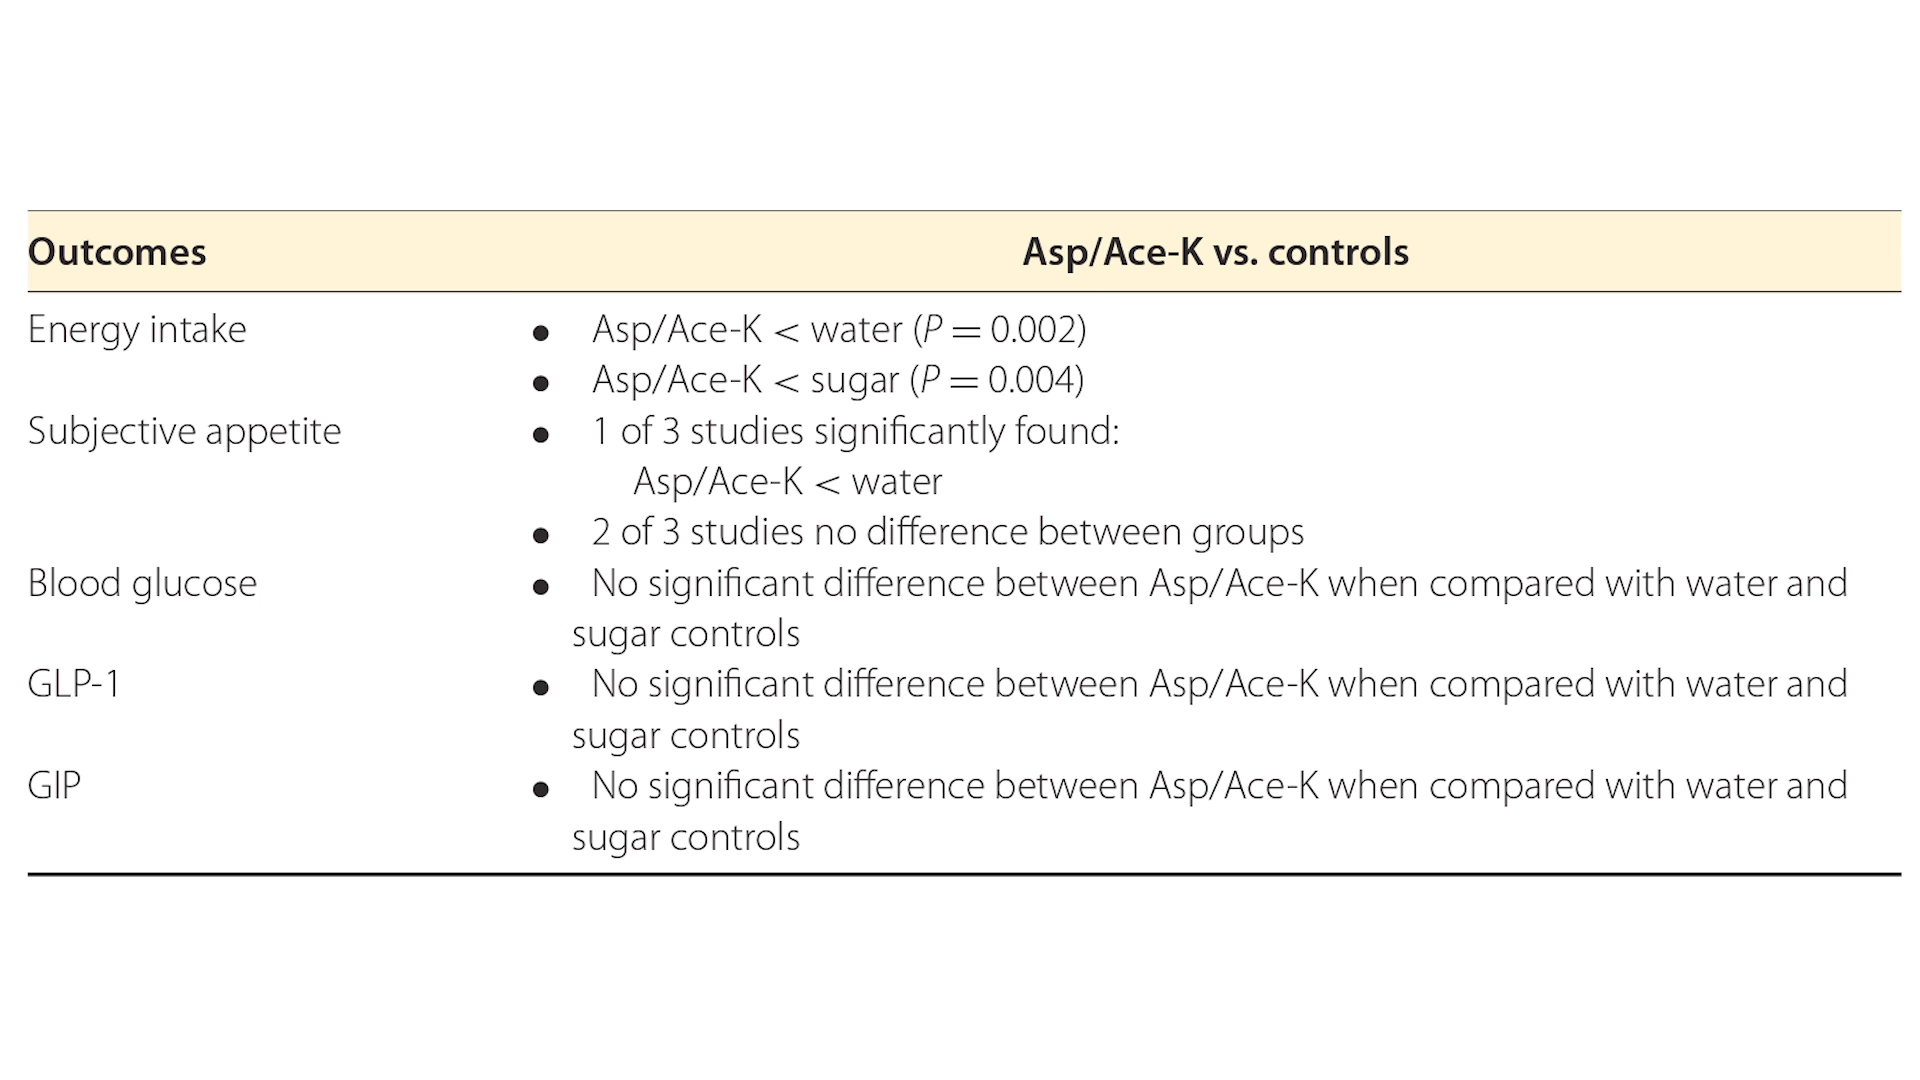 Outcomes Asp/Ace-K vs. controls
Energy intake • Asp/Ace-K < water (P = 0.002)
• Asp/Ace-K < sugar (P = 0.004)
Subjective appetite • 1 of 3 studies significantly found:
Asp/Ace-K < water
• 2 of 3 studies no difference between groups
Blood glucose • No significant difference between Asp/Ace-K when compared with water and
sugar controls
GLP-1 • No significant difference between Asp/Ace-K when compared with water and
sugar controls
GIP • No significant difference between Asp/Ace-K when compared with water and
sugar controls